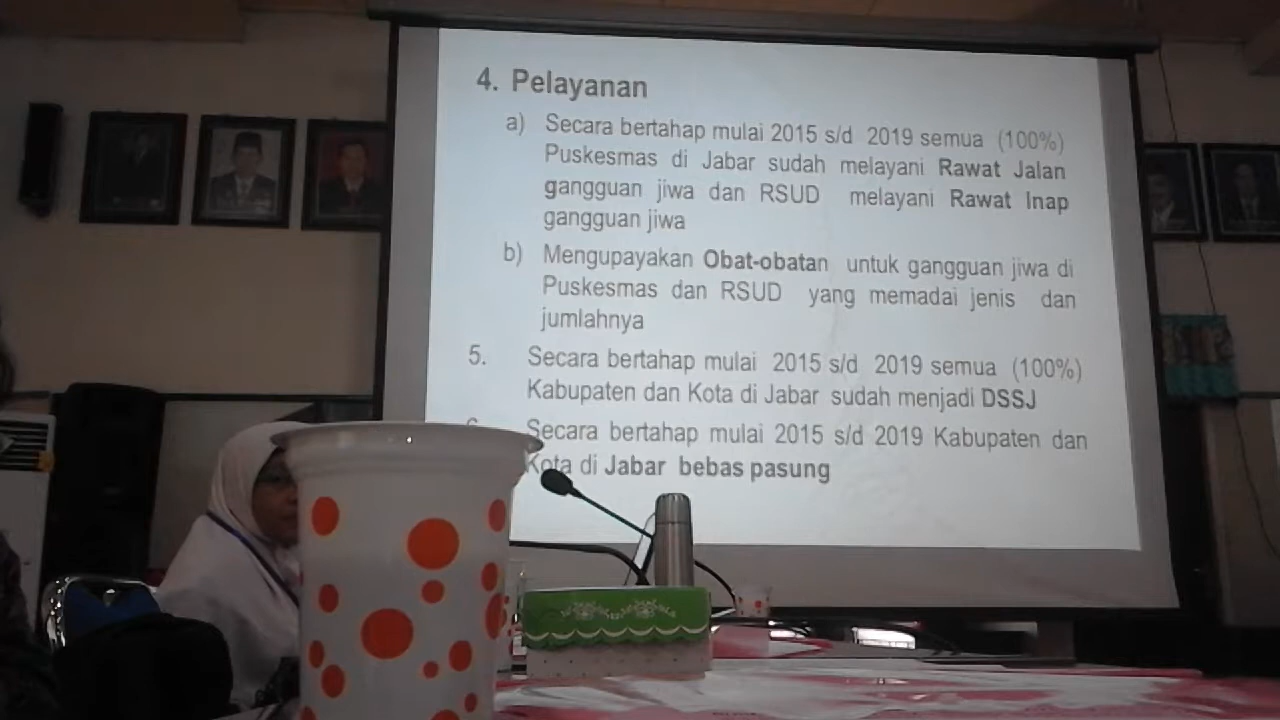 4. Pelayanan
a) Secara bertahap mulai 2015 s/d 2019 semua (100%)
Puskesmas di Jabar sudah melayani Rawat Jalan
gangguan jiwa dan RSUD melayani Rawat Inap
gangguan jiwa
b) Mengupayakan Obat-obatan untuk gangguan jiwa di
Puskesmas dan RSUD yang memadai jenis dan
jumlahnya
5. Secara bertahap mulai 2015 s/d 2019 semua (100%)
Kabupaten dan Kota di Jabar sudah menjadi DSSJ
Secara bertahap mulai 2015 s/d 2019 Kabupaten dan
Kota di Jabar bebas pasung